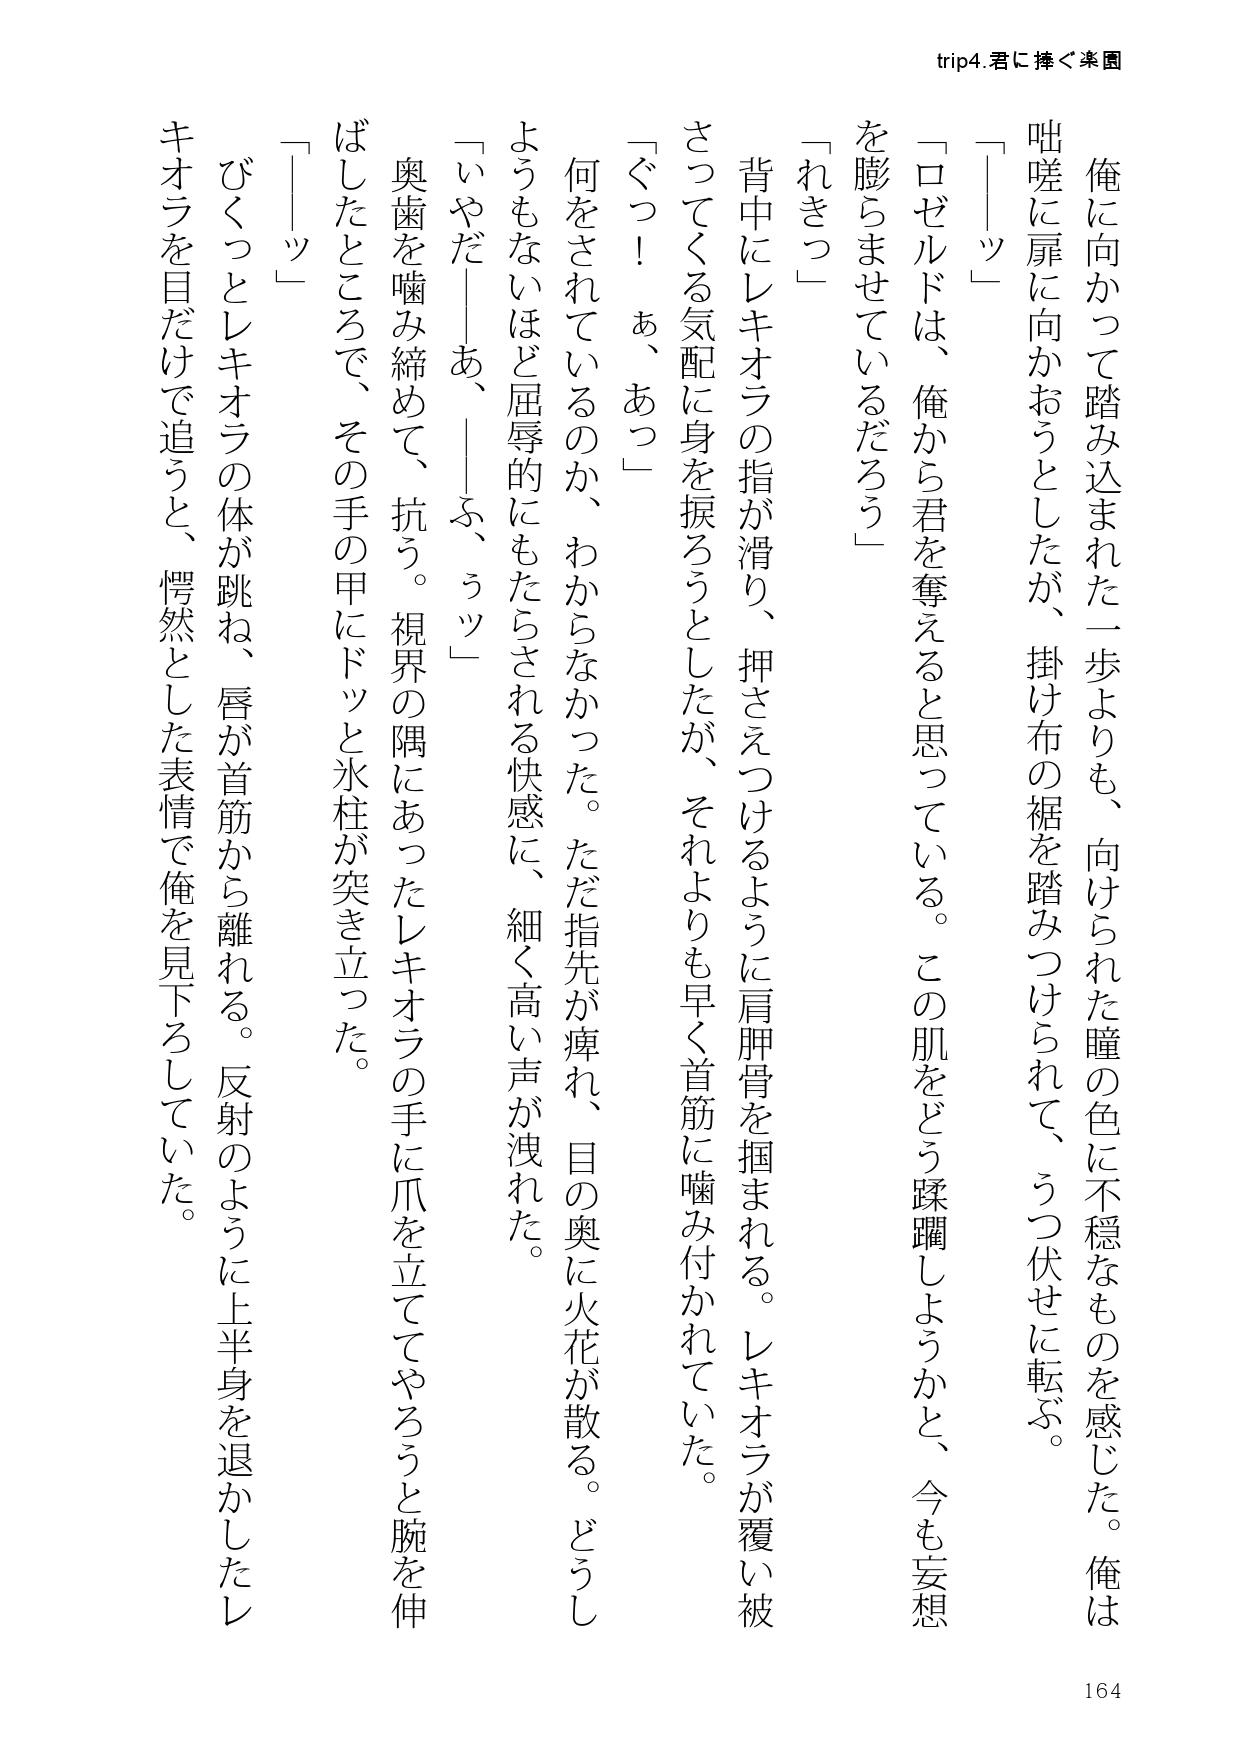 trip4.君に捧ぐ楽園
　俺に向かって踏み込まれた一歩よりも、向けられた瞳の色に不穏なものを感じた。俺は
咄嗟に扉に向かおうとしたが、掛け布の裾を踏みつけられて、うつ伏せに転ぶ。
「――ッ」
「ロゼルドは、俺から君を奪えると思っている。この肌をどう蹂躙しようかと、今も妄想
を膨らませているだろう」
「れきっ」
　背中にレキオラの指が滑り、押さえつけるように肩胛骨を掴まれる。レキオラが覆い被
さってくる気配に身を捩ろうとしたが、それよりも早く首筋に噛み付かれていた。
「ぐっ！　ぁ、あっ」
　何をされているのか、わからなかった。ただ指先が痺れ、目の奥に火花が散る。どうし
ようもないほど屈辱的にもたらされる快感に、細く高い声が洩れた。
「いやだ――あ、――ふ、ぅッ」
　奥歯を噛み締めて、抗う。視界の隅にあったレキオラの手に爪を立ててやろうと腕を伸
ばしたところで、その手の甲にドッと氷柱が突き立った。
「――ッ」
　びくっとレキオラの体が跳ね、唇が首筋から離れる。反射のように上半身を退かしたレ
キオラを目だけで追うと、愕然とした表情で俺を見下ろしていた。
164